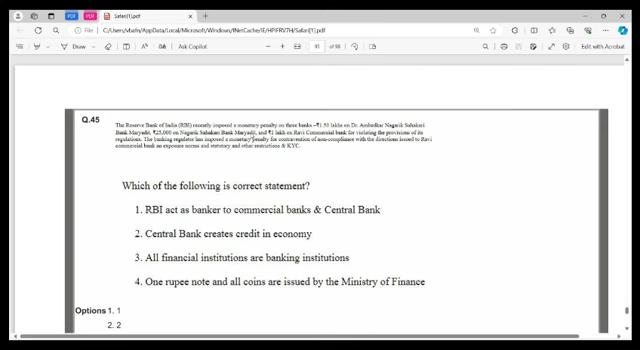 PDF
PDF
Safari[1].pdf
File
C:/Users/vbafn/AppData/Local/Microsoft/Windows/INetCache/IE/HPIFRV7H/Safari[1].pdf
Draw
Ask Copilot
of 98
Edit with Acrobat
Q.45
The Reserve Bank of India (RBI) recently imposed a monetary penalty on three banks –₹1.50 lakhs on Dr. Ambedkar Nagarik Sahakari
Bank Maryadit, ₹25,000 on Nagarik Sahakari Bank Maryadit, and ₹1 lakh on Ravi Commercial bank for violating the provisions of its
regulations. The banking regulator has imposed a monetary penalty for contravention of non-compliance with the directions issued to Ravi
commercial bank on exposure norms and statutory and other restrictions & KYC.
Which of the following is correct statement?
1. RBI act as banker to commercial banks & Central Bank
2. Central Bank creates credit in economy
3. All financial institutions are banking institutions
4. One rupee note and all coins are issued by the Ministry of Finance
Options 1. 1
2. 2